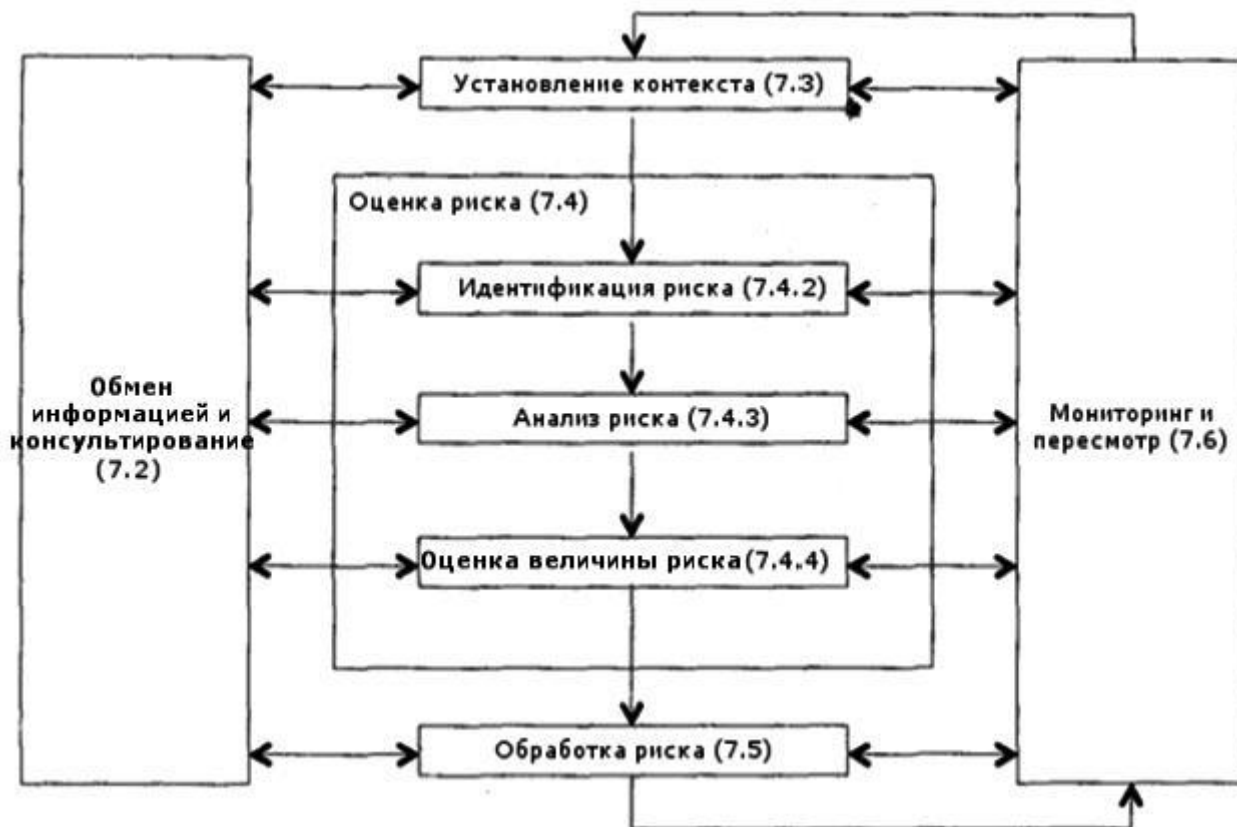 Установление контекста (7.3)
Оценка риска (7.4)
Идентификация риска (7.4.2)
Обмен
информацией и
консультирование
(7.2)
Анализ риска (7.4.3)
Мониторинг и
пересмотр (7.6)
Оценка величины риска(7.4.4)
Обработка риска (7.5)